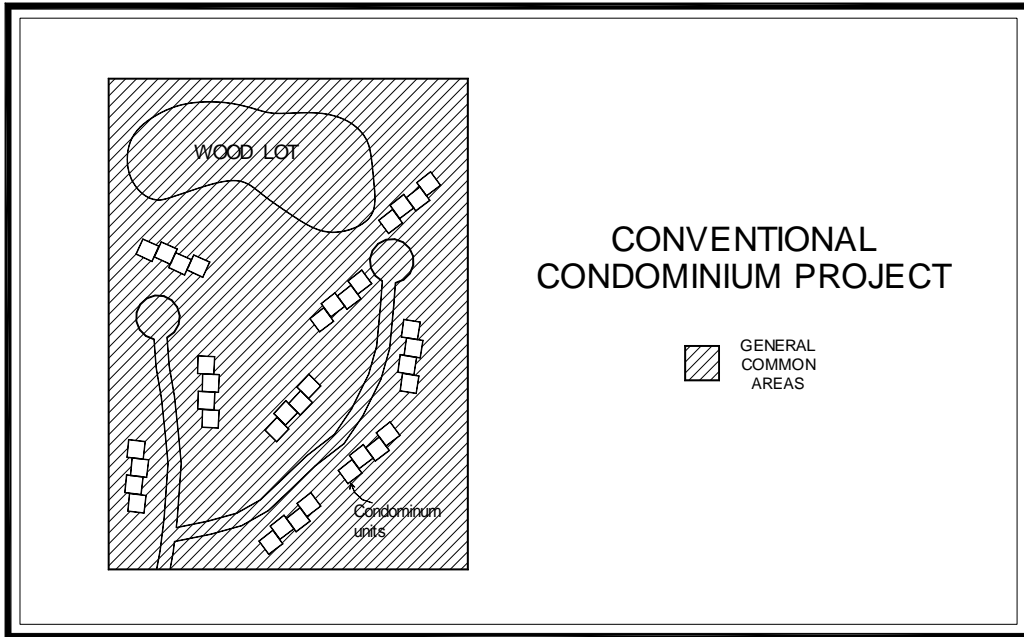 WOOD LOT
Condominum
units
CONVENTIONAL
CONDOMINIUM PROJECT
GENERAL
COMMON
AREAS